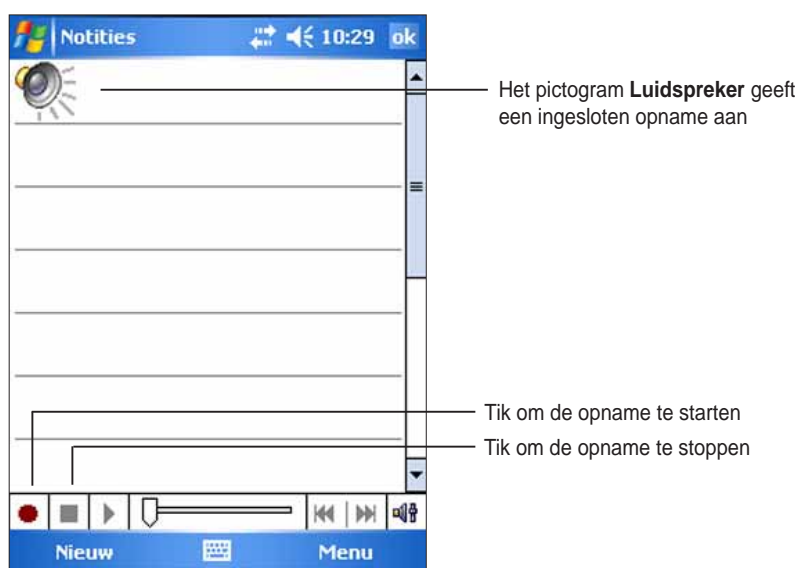 Notities 10:29 ok
Het pictogram Luidspreker geeft
een ingesloten opname aan
Tik om de opname te starten
Tik om de opname te stoppen
Nieuw Menu